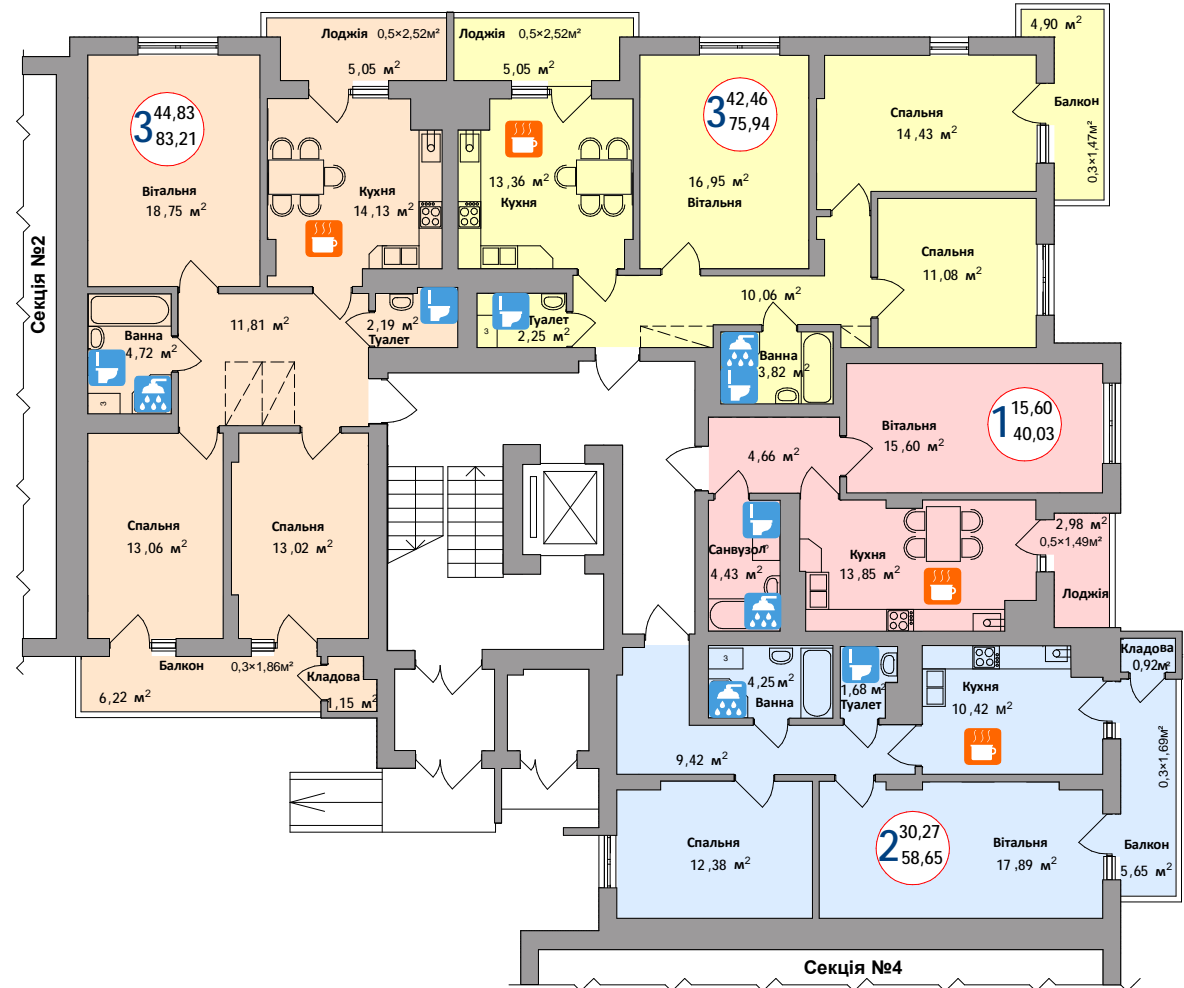 Лоджія 0,5×2,52м²
5,05 м²
Лоджія 0,5×2,52м²
5,05 м²
4,90 м²
Балкон
0,3×1,47м²
3
44,83
83,21
Вітальня
18,75 м²
Кухня
14,13 м²
13,36 м²
Кухня
3
42,46
75,94
16,95 м²
Вітальня
Спальня
14,43 м²
Спальня
11,08 м²
Секція №2
11,81 м²
Ванна
4,72 м²
3
2,19 м²
Туалет
3
Туалет
2,25 м²
10,06 м²
Ванна
3,82 м²
1
15,60
40,03
Вітальня
15,60 м²
4,66 м²
Санвузол
4,43 м²
Кухня
13,85 м²
2,98 м²
0,5×1,49м²
Лоджія
Спальня
13,06 м²
Спальня
13,02 м²
Балкон
0,3×1,86м²
6,22 м²
Кладова
1,15 м²
3
4,25 м²
Ванна
1,68 м²
Туалет
Кухня
10,42 м²
Кладова
0,92м²
0,3×1,69м²
9,42 м²
Спальня
12,38 м²
2
30,27
58,65
Вітальня
17,89 м²
Балкон
5,65 м²
Секція №4